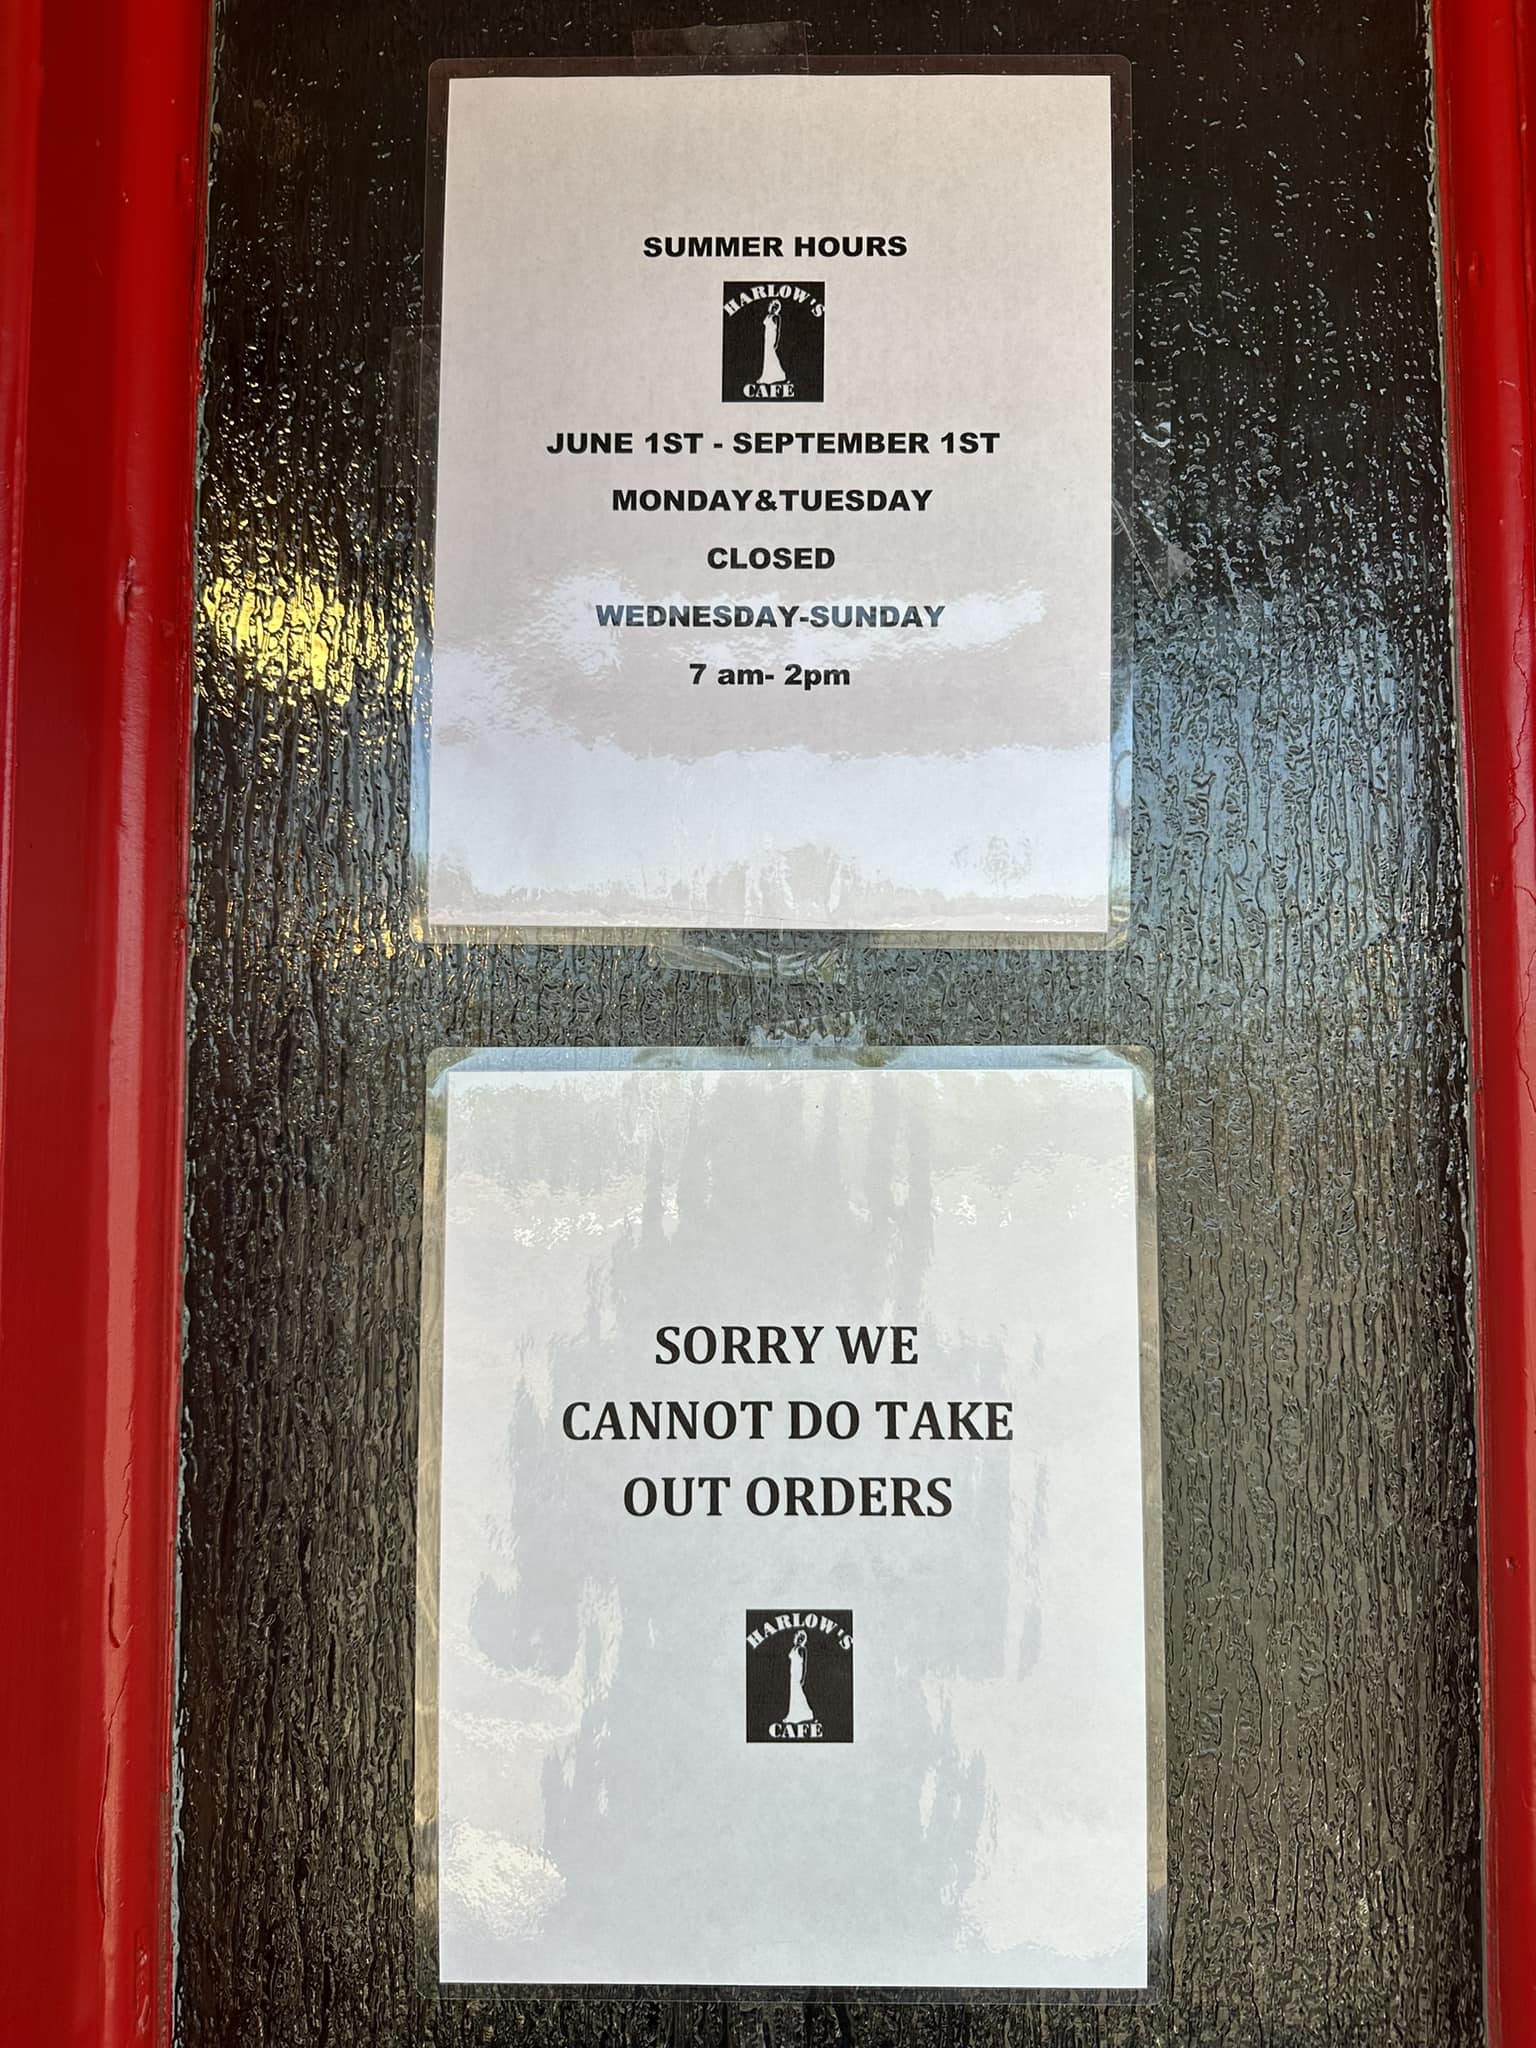 SUMMER HOURS
HARLOW'S
CAFÉ
JUNE 1ST - SEPTEMBER 1ST
MONDAY&TUESDAY
CLOSED
WEDNESDAY-SUNDAY
7 am- 2pm
SORRY WE
CANNOT DO TAKE
OUT ORDERS
HARLOW'S
CAFÉ